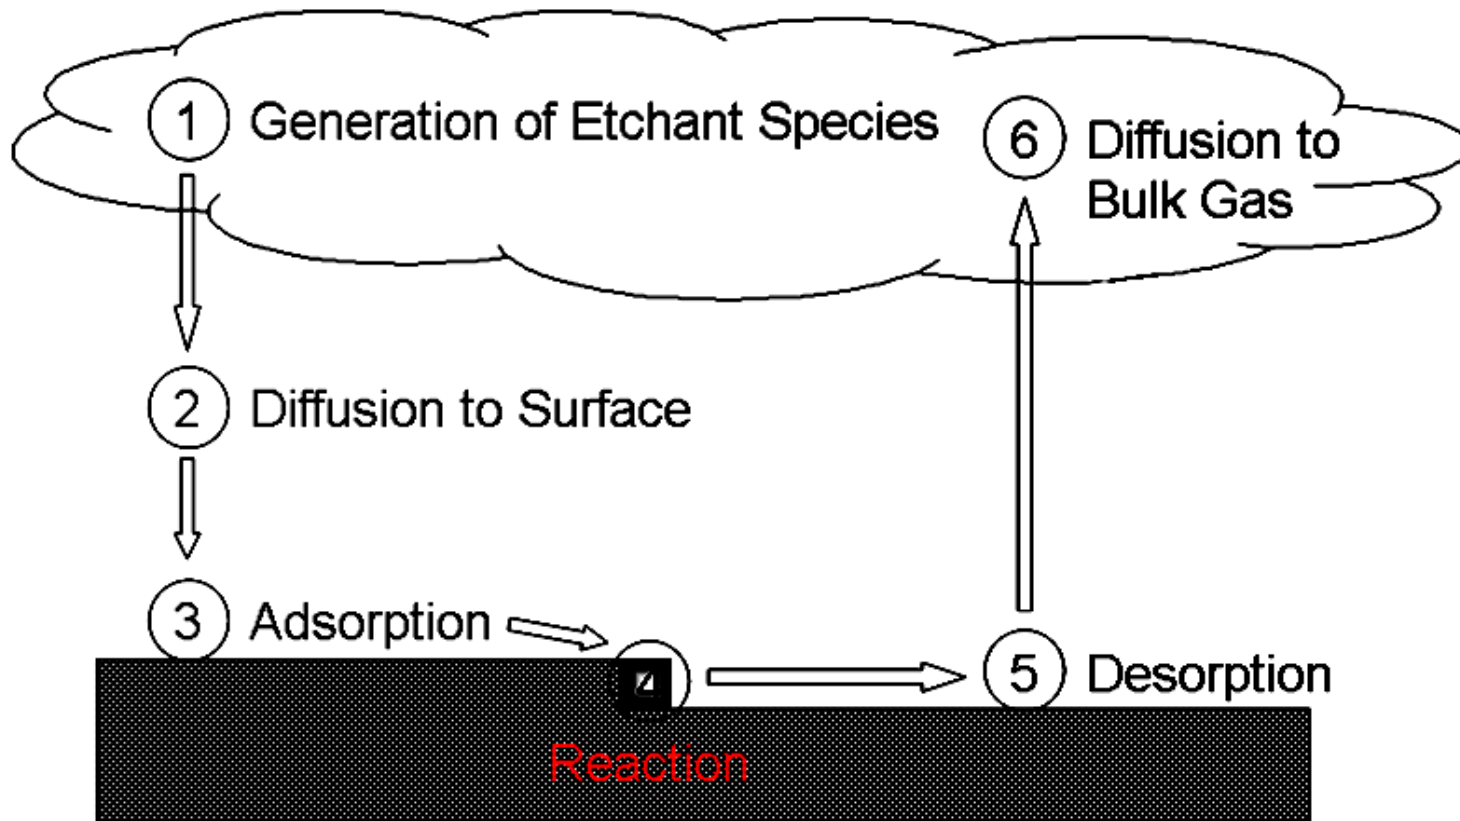 1 Generation of Etchant Species
6 Diffusion to
Bulk Gas
2 Diffusion to Surface
3 Adsorption
4
5 Desorption
Reaction